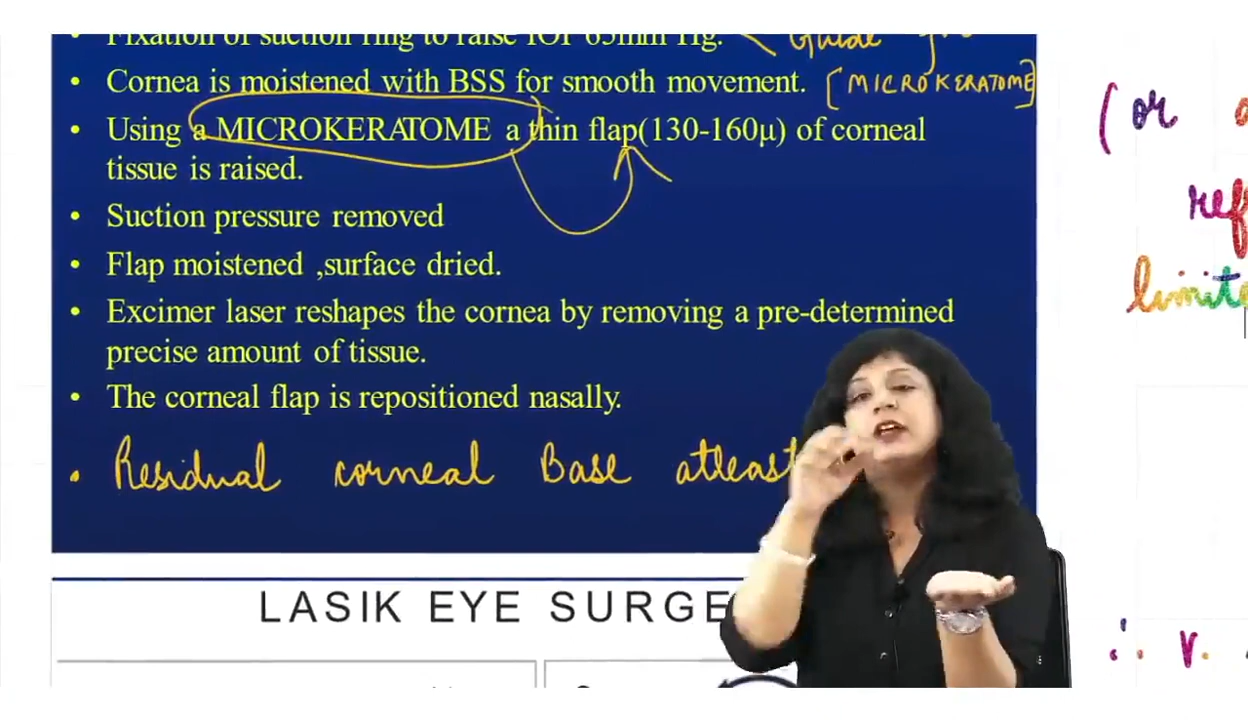 • Fixation of suction ring to raise IOP 65mm Hg. Guide for
• Cornea is moistened with BSS for smooth movement. [MICROKERATOME]
• Using a MICROKERATOME a thin flap(130-160µ) of corneal
tissue is raised.
• Suction pressure removed
• Flap moistened ,surface dried.
• Excimer laser reshapes the cornea by removing a pre-determined
precise amount of tissue.
• The corneal flap is repositioned nasally.
• Residual corneal Base atleast
LASIK EYE SURGE
(or
ref
limite
∴ v.